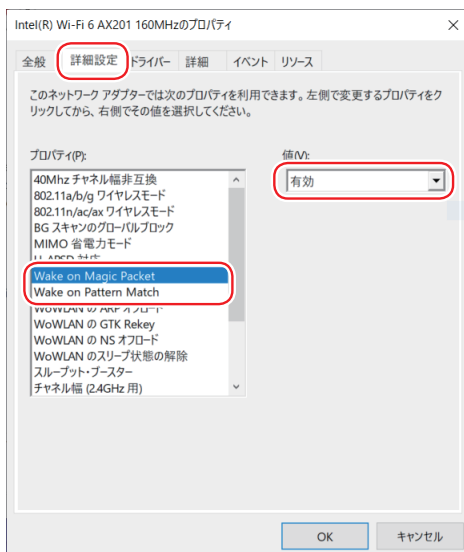 Intel(R) Wi-Fi 6 AX201 160MHzのプロパティ
全般 詳細設定 ドライバー 詳細 イベント リソース
このネットワーク アダプターでは次のプロパティを利用できます。左側で変更するプロパティをク
リックしてから、右側でその値を選択してください。
プロパティ(P): 値(V):
40Mhz チャネル幅非互換 有効
802.11a/b/g ワイヤレスモード
802.11n/ac/ax ワイヤレスモード
BG スキャンのグローバルブロック
MIMO 省電力モード
U-APSD 対応
Wake on Magic Packet
Wake on Pattern Match
WoWLAN の ARP オフロード
WoWLAN の GTK Rekey
WoWLAN の NS オフロード
WoWLAN のスリープ状態の解除
スループット・ブースター
チャネル幅 (2.4GHz 用)
OK キャンセル